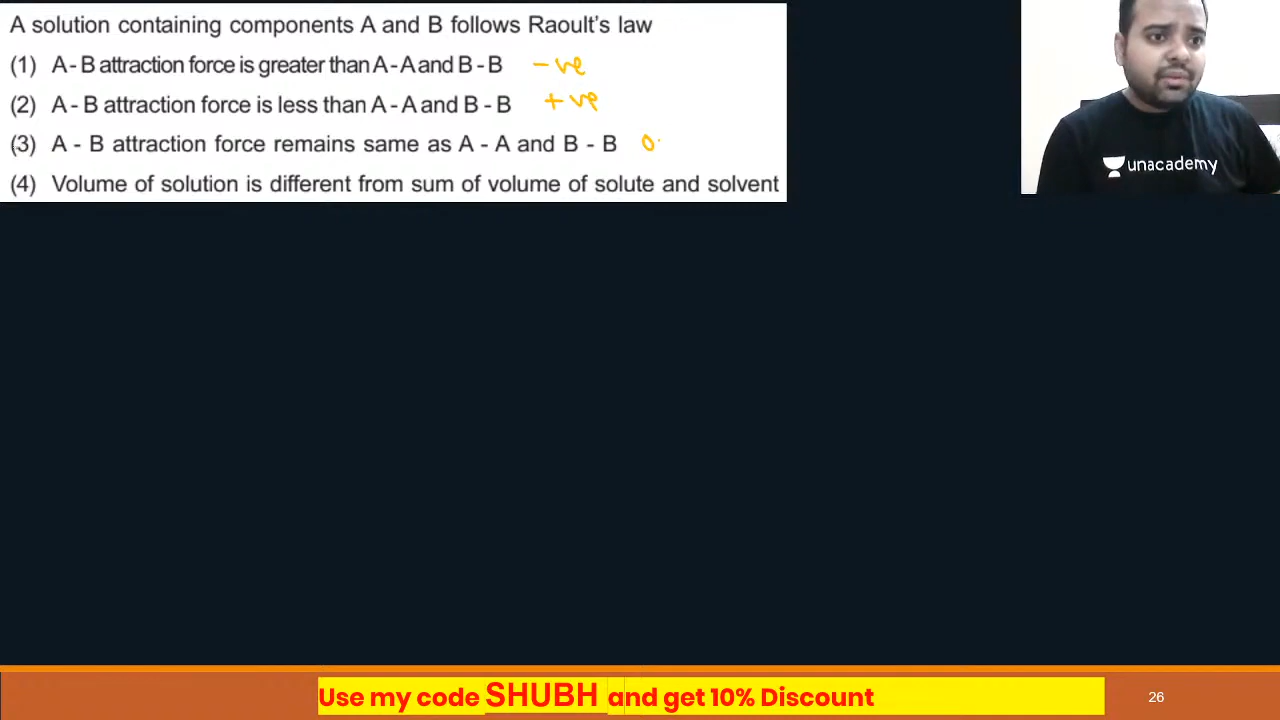 A solution containing components A and B follows Raoult's law
(1) A - B attraction force is greater than A - A and B - B - ve
(2) A - B attraction force is less than A - A and B - B + ve
(3) A - B attraction force remains same as A - A and B - B 0
(4) Volume of solution is different from sum of volume of solute and solvent
unacademy
Use my code SHUBH and get 10% Discount
26